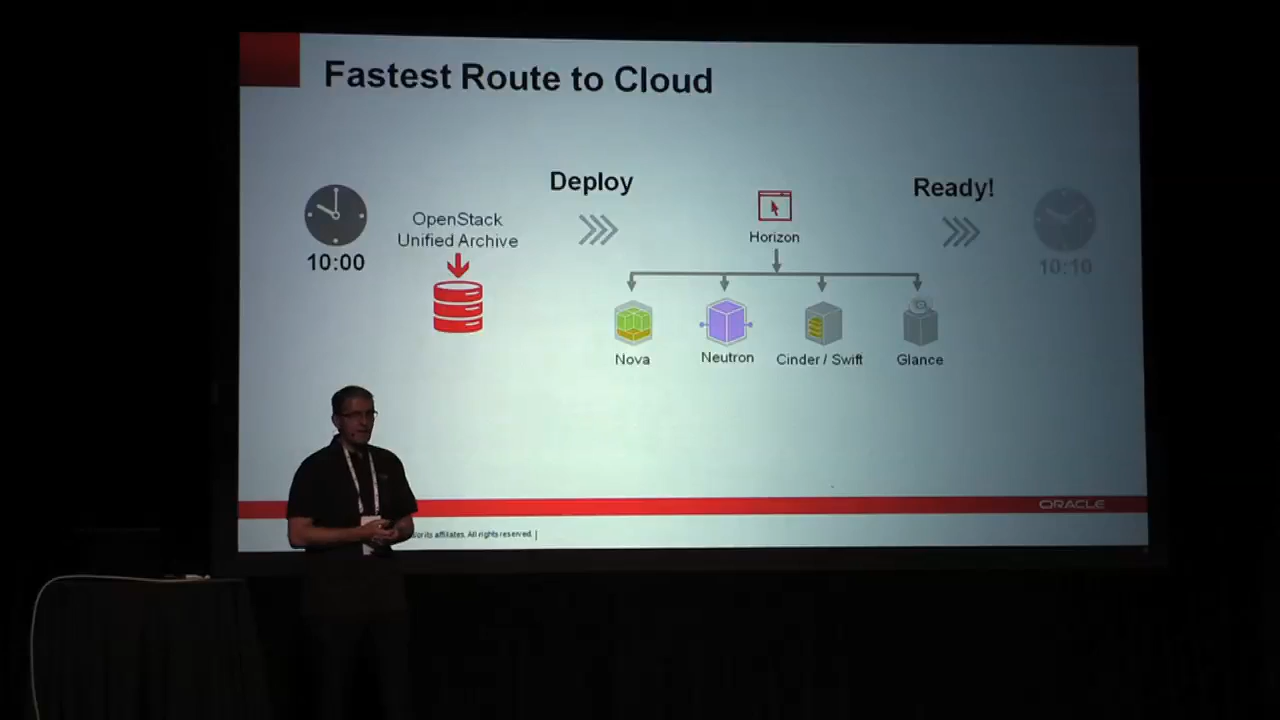 Fastest Route to Cloud
Deploy
Ready!
OpenStack
Unified Archive
Horizon
10:00
10:10
Nova
Neutron
Cinder / Swift
Glance
ORACLE
affiliates. All rights reserved. |